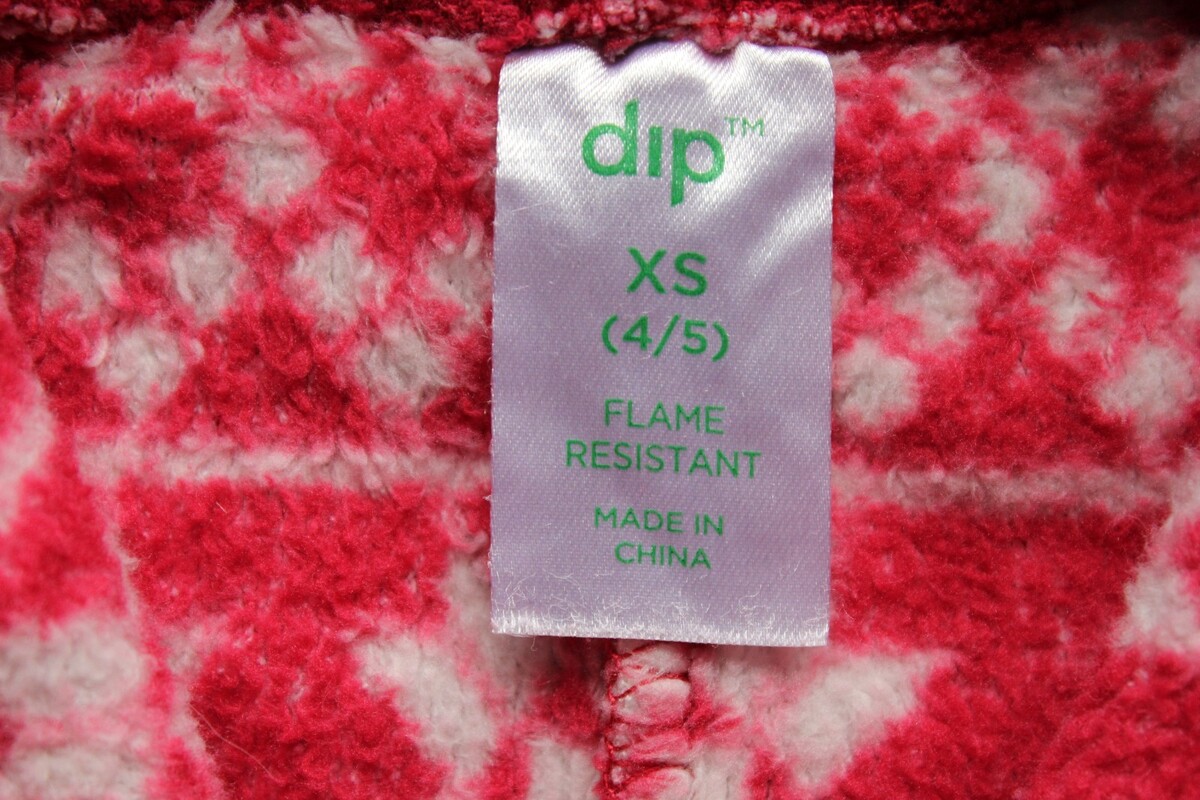 dip™
XS
(4/5)
FLAME
RESISTANT
MADE IN
CHINA